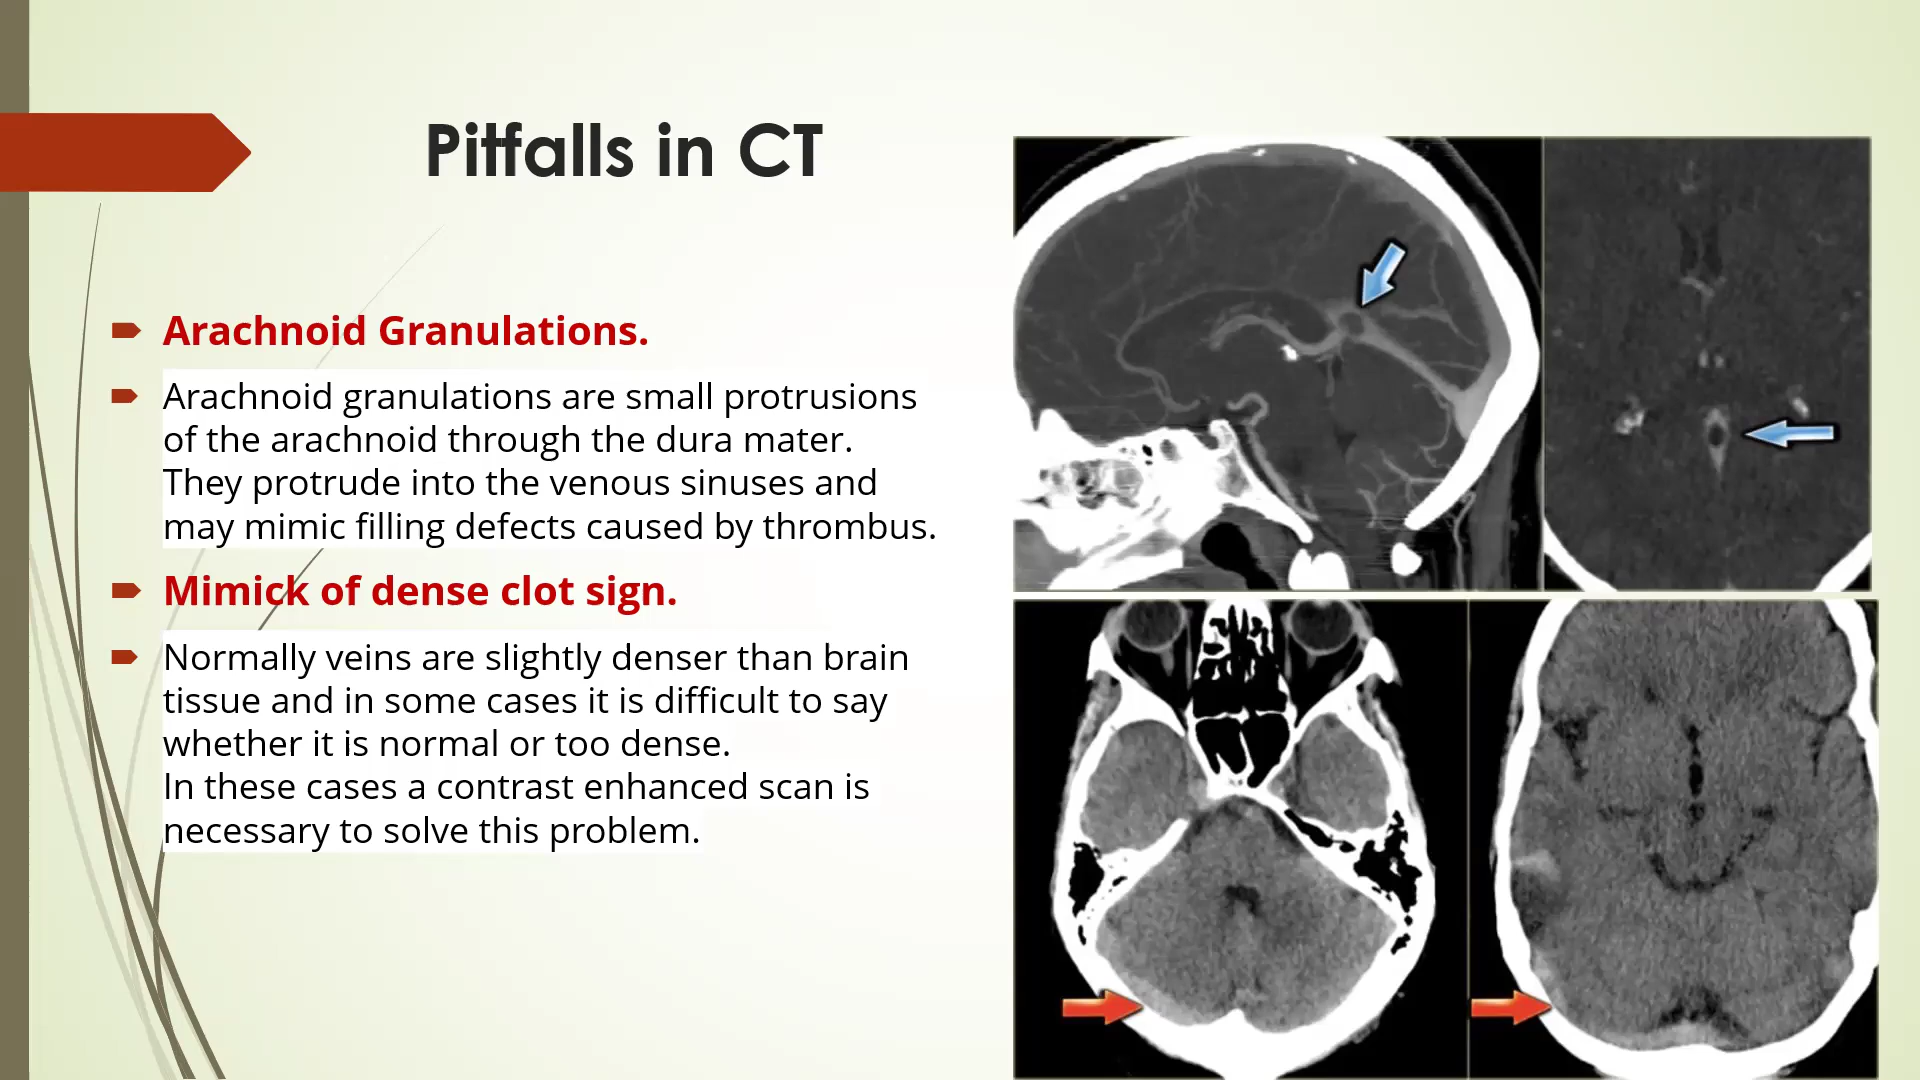 Pitfalls in CT
Arachnoid Granulations.
Arachnoid granulations are small protrusions
of the arachnoid through the dura mater.
They protrude into the venous sinuses and
may mimic filling defects caused by thrombus.
Mimick of dense clot sign.
Normally veins are slightly denser than brain
tissue and in some cases it is difficult to say
whether it is normal or too dense.
In these cases a contrast enhanced scan is
necessary to solve this problem.